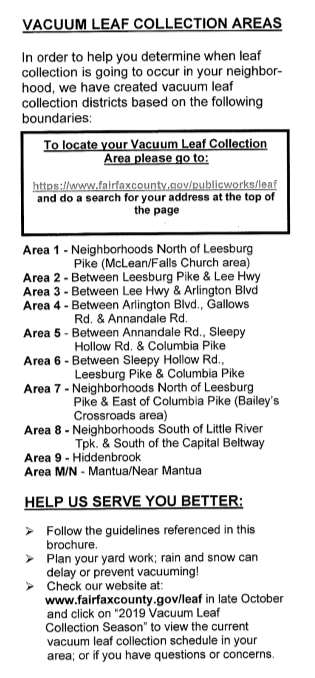 VACUUM LEAF COLLECTION AREAS
In order to help you determine when leaf
collection is going to occur in your neighbor-
hood, we have created vacuum leaf
collection districts based on the following
boundaries:
To locate your Vacuum Leaf Collection
Area please go to:
https://www.fairfaxcounty.gov/publicworks/leaf
and do a search for your address at the top of
the page
Area 1 - Neighborhoods North of Leesburg
Pike (McLean/Falls Church area)
Area 2 - Between Leesburg Pike & Lee Hwy
Area 3 - Between Lee Hwy & Arlington Blvd
Area 4 - Between Arlington Blvd., Gallows
Rd. & Annandale Rd.
Area 5 - Between Annandale Rd., Sleepy
Hollow Rd. & Columbia Pike
Area 6 - Between Sleepy Hollow Rd.,
Leesburg Pike & Columbia Pike
Area 7 - Neighborhoods North of Leesburg
Pike & East of Columbia Pike (Bailey's
Crossroads area)
Area 8 - Neighborhoods South of Little River
Tpk. & South of the Capital Beltway
Area 9 - Hiddenbrook
Area M/N - Mantua/Near Mantua
HELP US SERVE YOU BETTER:
➢ Follow the guidelines referenced in this
brochure.
➢ Plan your yard work; rain and snow can
delay or prevent vacuuming!
➢ Check our website at:
www.fairfaxcounty.gov/leaf in late October
and click on "2019 Vacuum Leaf
Collection Season" to view the current
vacuum leaf collection schedule in your
area; or if you have questions or concerns.